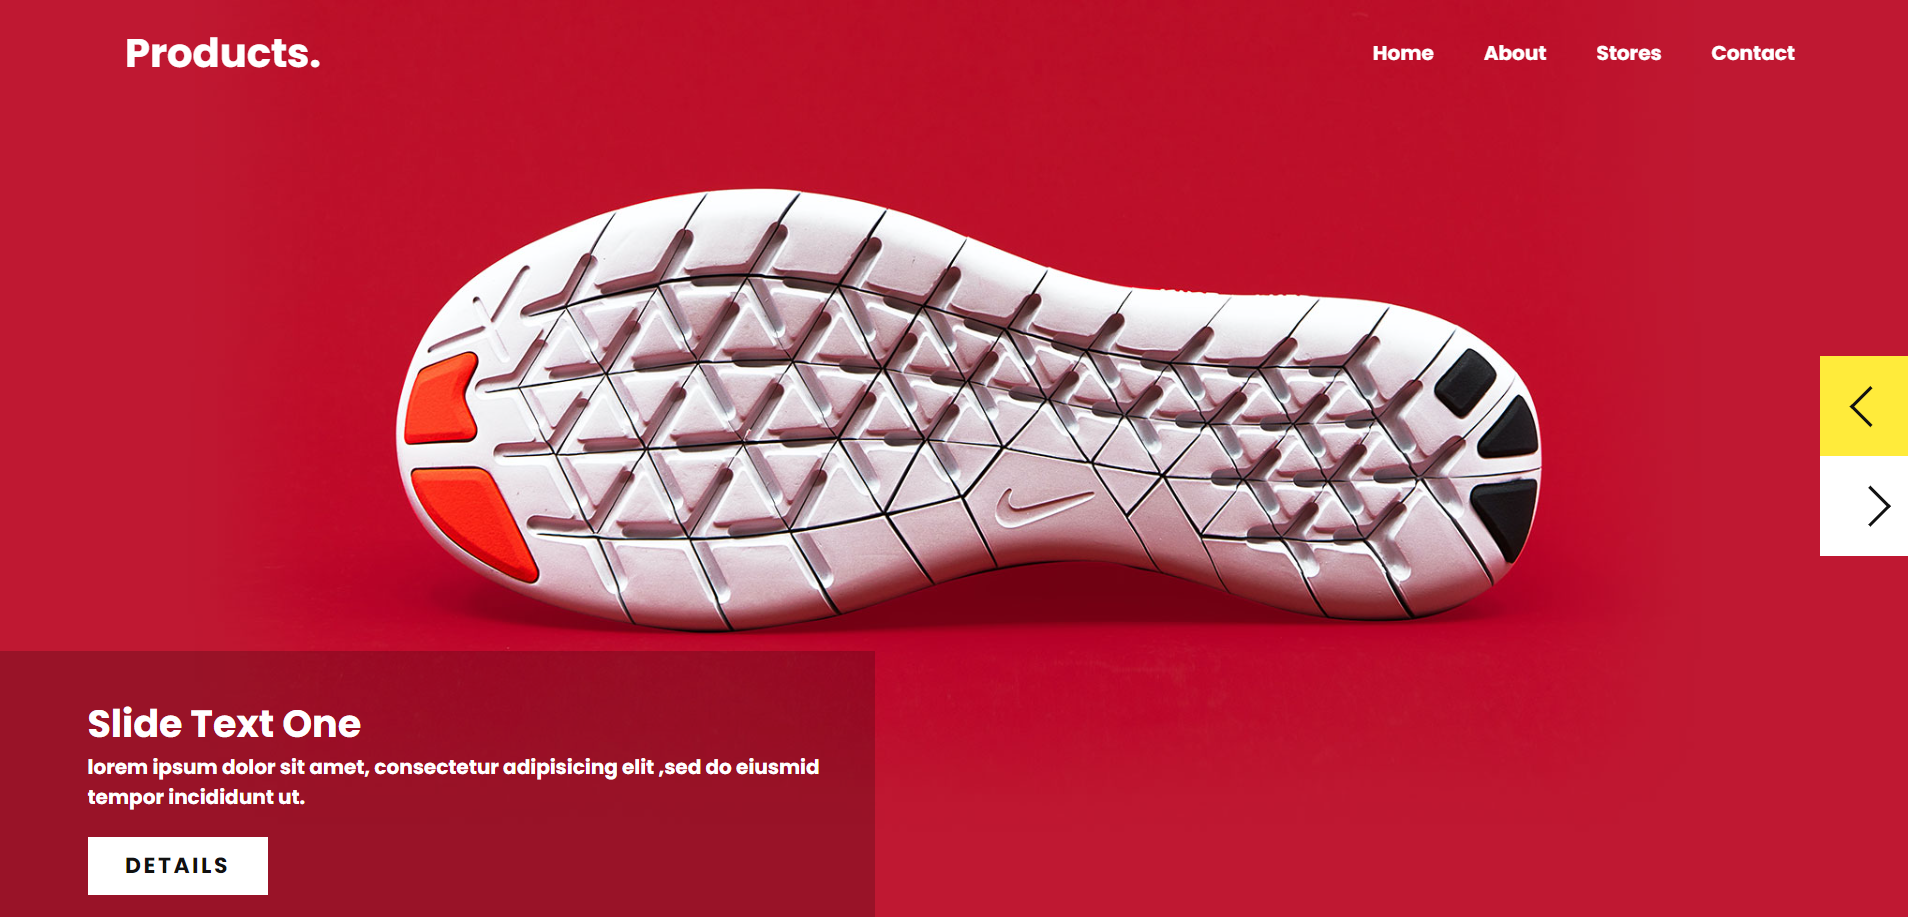 Products.
Home About Stores Contact
Slide Text One
lorem ipsum dolor sit amet, consectetur adipisicing elit ,sed do eiusmid
tempor incididunt ut.
DETAILS